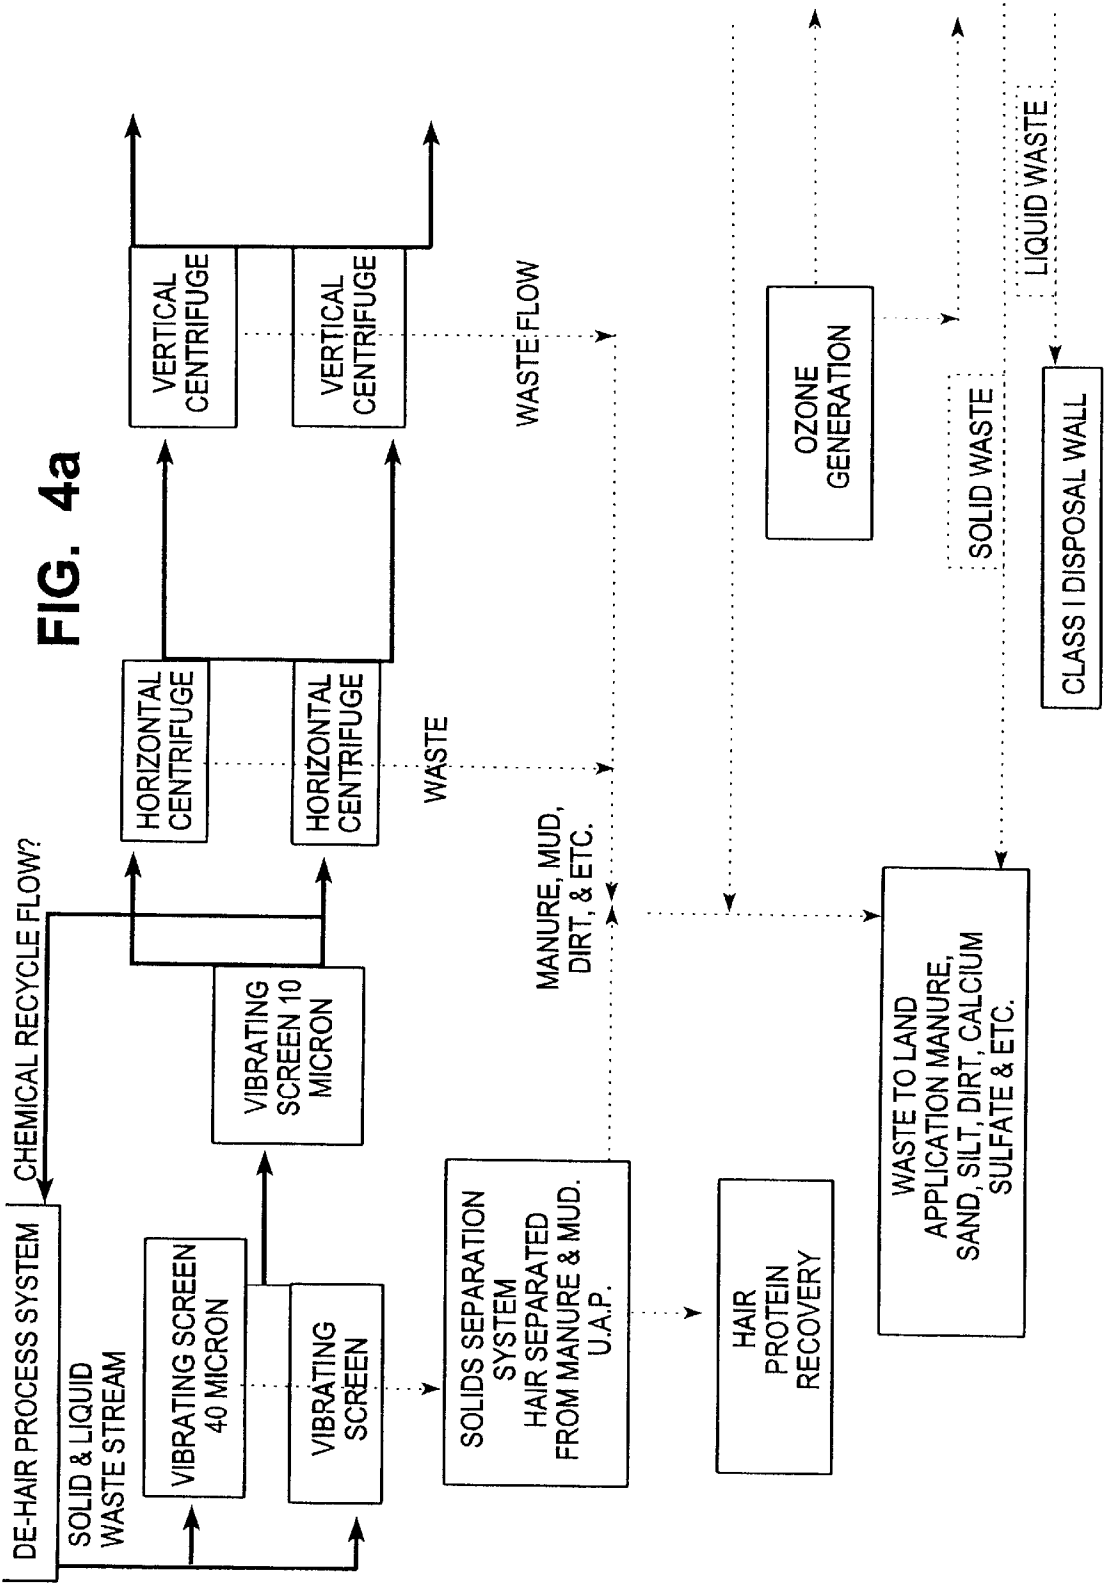 FIG. 4a
DE-HAIR PROCESS SYSTEM
CHEMICAL RECYCLE FLOW?
SOLID & LIQUID
WASTE STREAM
VIBRATING SCREEN
40 MICRON
VIBRATING
SCREEN
VIBRATING
SCREEN 10
MICRON
HORIZONTAL
CENTRIFUGE
HORIZONTAL
CENTRIFUGE
VERTICAL
CENTRIFUGE
VERTICAL
CENTRIFUGE
WASTE
WASTE FLOW
SOLIDS SEPARATION
SYSTEM
HAIR SEPARATED
FROM MANURE & MUD.
U.A.P.
MANURE, MUD,
DIRT, & ETC.
HAIR
PROTEIN
RECOVERY
OZONE
GENERATION
WASTE TO LAND
APPLICATION MANURE,
SAND, SILT, DIRT, CALCIUM
SULFATE & ETC.
SOLID WASTE
LIQUID WASTE
CLASS I DISPOSAL WALL